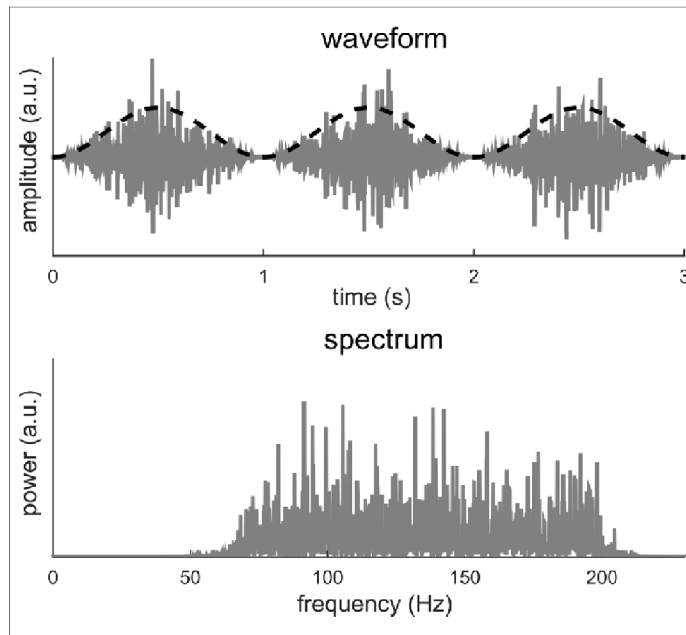 waveform
amplitude (a.u.)
0 1 2 3
time (s)
spectrum
power (a.u.)
0 50 100 150 200
frequency (Hz)